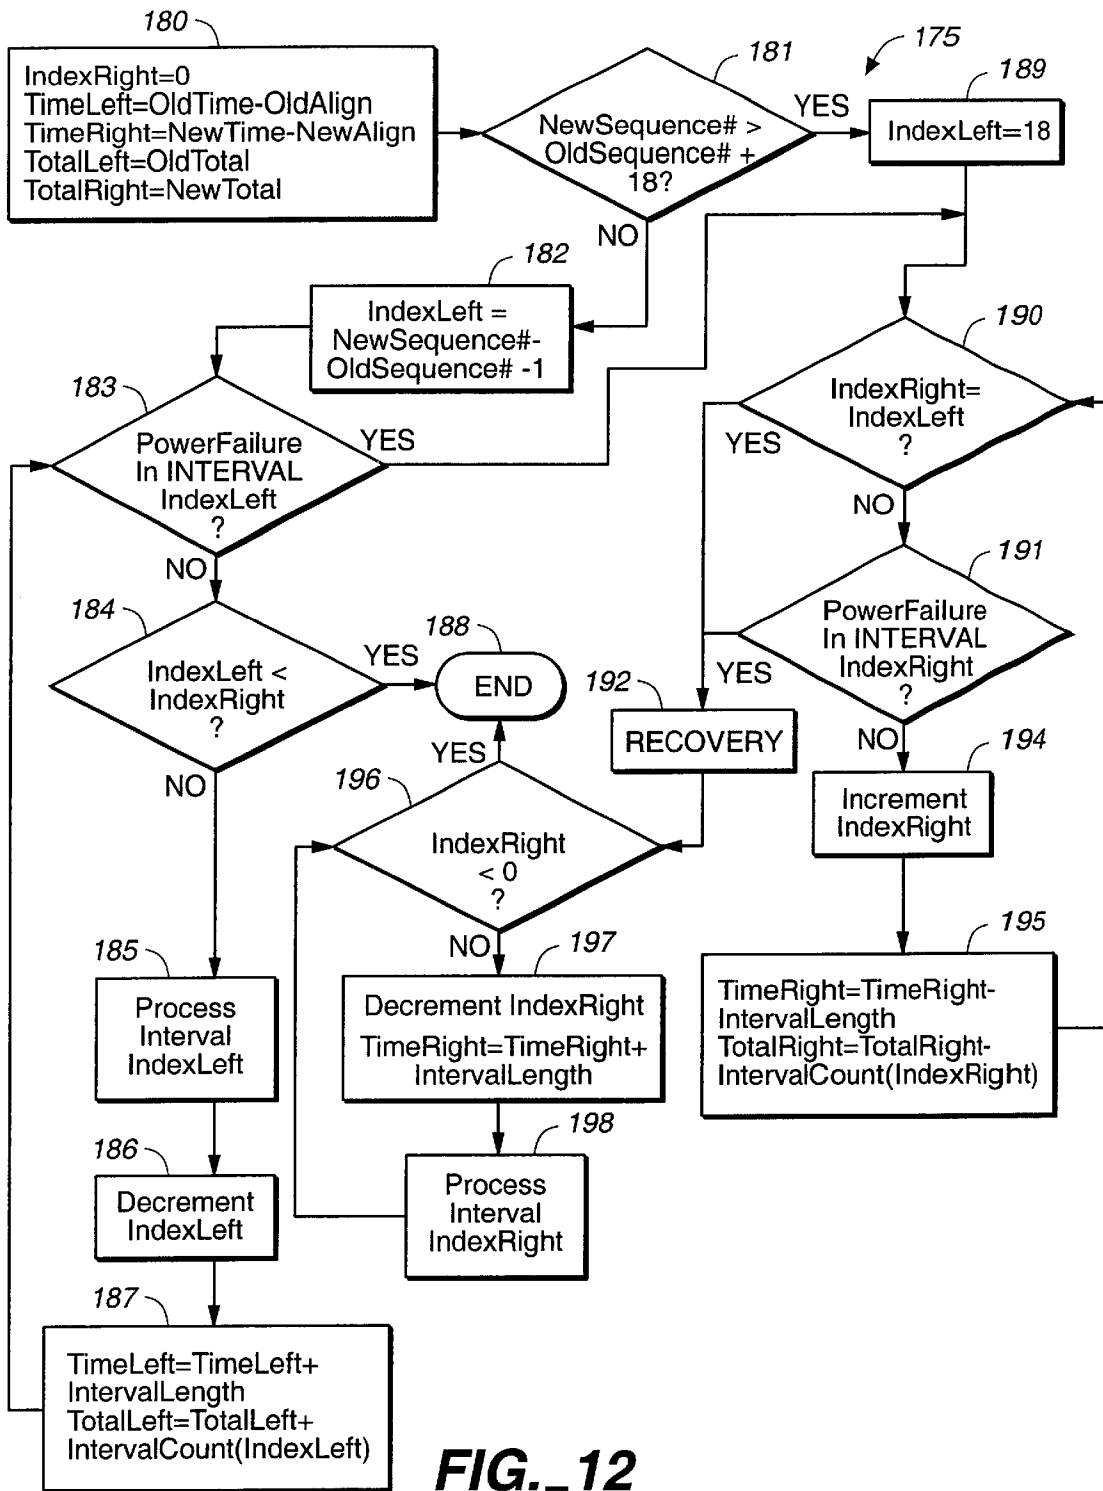 180
IndexRight=0
TimeLeft=OldTime-OldAlign
TimeRight=NewTime-NewAlign
TotalLeft=OldTotal
TotalRight=NewTotal
181
NewSequence# >
OldSequence# +
18?
YES
NO
175
189
IndexLeft=18
182
IndexLeft =
NewSequence#-
OldSequence# -1
183
PowerFailure
In INTERVAL
IndexLeft
?
YES
NO
190
IndexRight=
IndexLeft
?
YES
NO
184
IndexLeft <
IndexRight
?
YES
NO
188
END
191
PowerFailure
In INTERVAL
IndexRight
?
YES
NO
192
RECOVERY
194
Increment
IndexRight
196
YES
IndexRight
< 0
?
NO
185
Process
Interval
IndexLeft
197
Decrement IndexRight
TimeRight=TimeRight+
IntervalLength
195
TimeRight=TimeRight-
IntervalLength
TotalRight=TotalRight-
IntervalCount(IndexRight)
186
Decrement
IndexLeft
198
Process
Interval
IndexRight
187
TimeLeft=TimeLeft+
IntervalLength
TotalLeft=TotalLeft+
IntervalCount(IndexLeft)
FIG._12